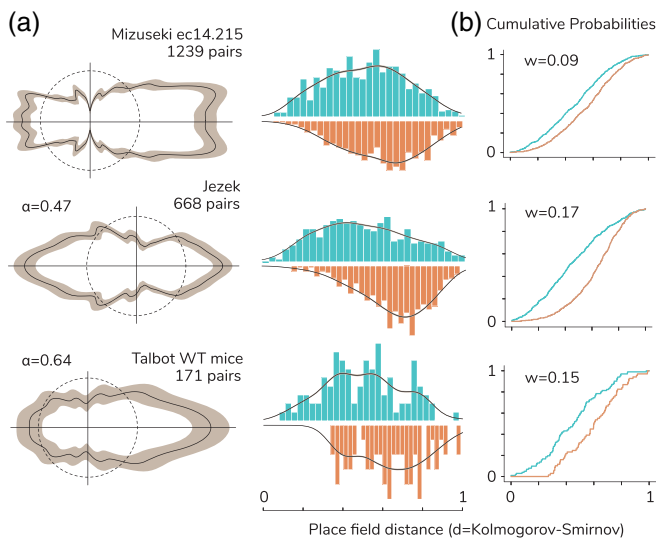 (a)
(b)
Mizuseki ec14.215
1239 pairs
Cumulative Probabilities
w=0.09
1
0
α=0.47
Jezek
668 pairs
w=0.17
1
0
α=0.64
Talbot WT mice
171 pairs
w=0.15
1
0
0 1
0 1
Place field distance (d=Kolmogorov-Smirnov)